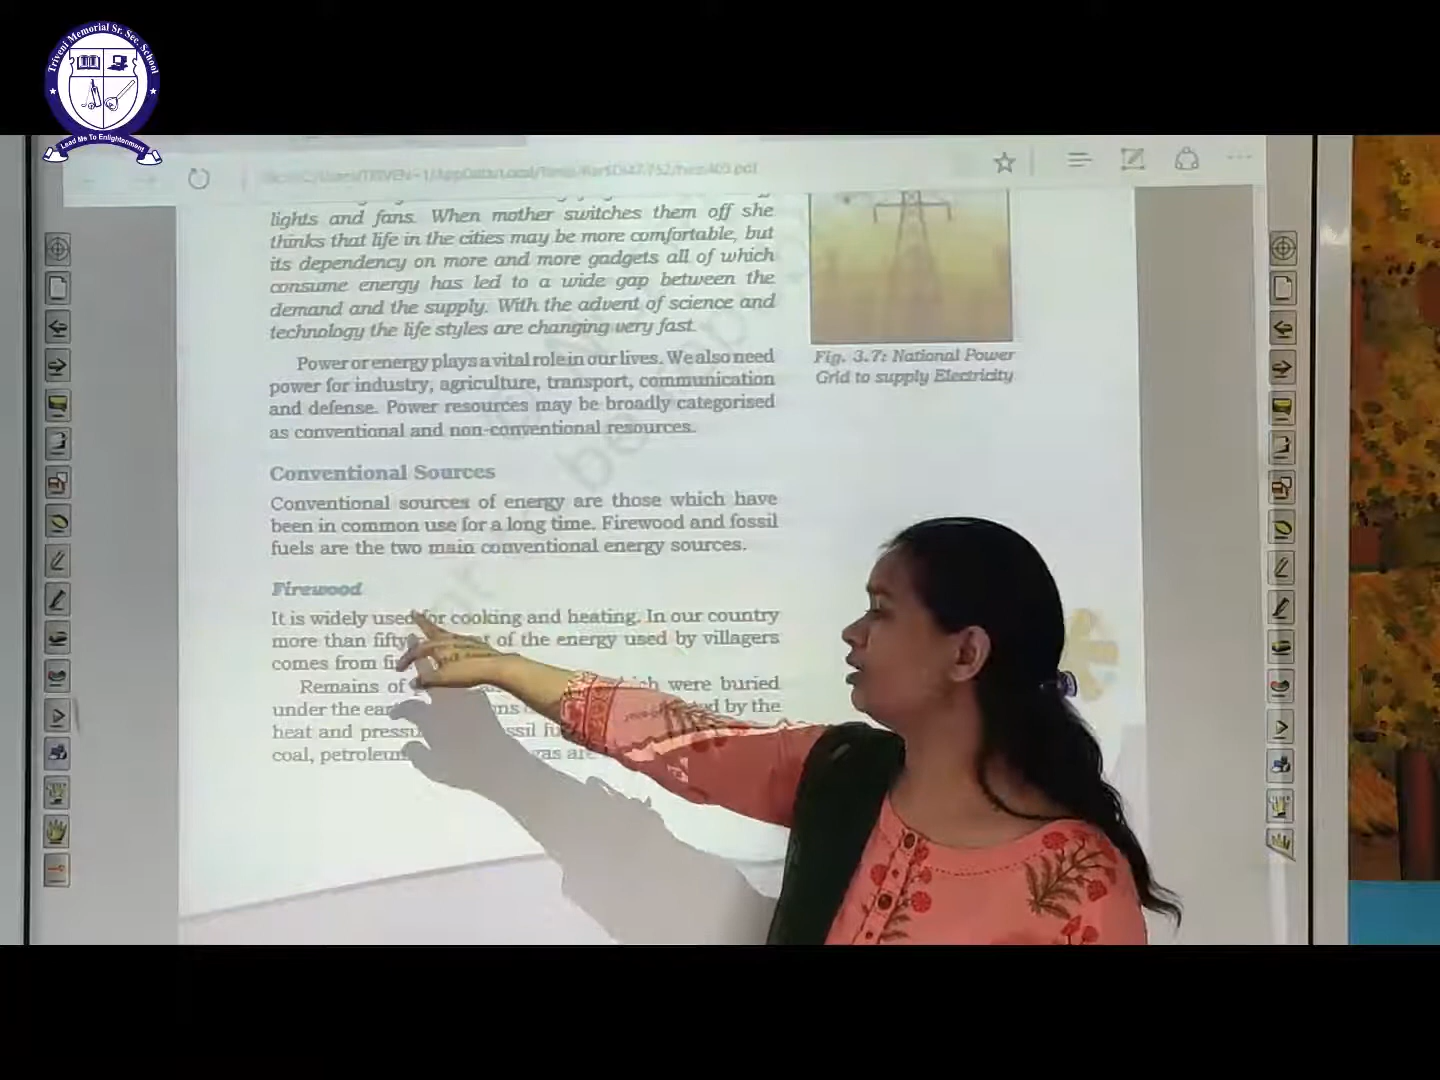 Triveni Memorial Sr. Sec. School
Lead Me To Enlightenment
lights and fans. When mother switches them off she
thinks that life in the cities may be more comfortable, but
its dependency on more and more gadgets all of which
consume energy has led to a wide gap between the
demand and the supply. With the advent of science and
technology the life styles are changing very fast.
Power or energy plays a vital role in our lives. We also need
power for industry, agriculture, transport, communication
and defense. Power resources may be broadly categorised
as conventional and non-conventional resources.
Fig. 3.7: National Power
Grid to supply Electricity
Conventional Sources
Conventional sources of energy are those which have
been in common use for a long time. Firewood and fossil
fuels are the two main conventional energy sources.
Firewood
It is widely used for cooking and heating. In our country
more than fifty of the energy used by villagers
comes from
Remains of were buried
under the by the
heat and
coal, gas are